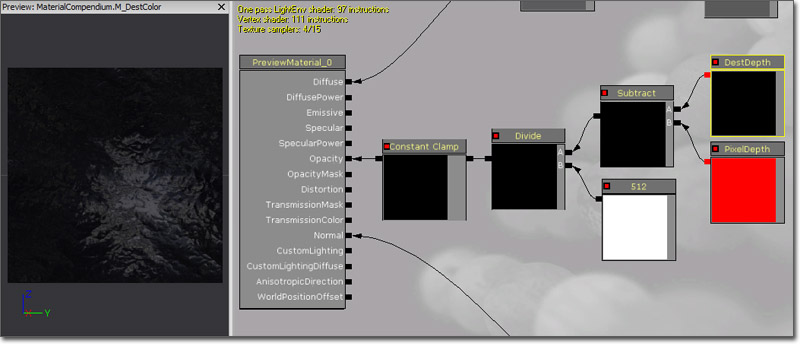 Preview: MaterialCompendium.M_DestColor
One pass LightEnv shader: 97 instructions
Vertex shader: 111 instructions
Texture samplers: 4/15
PreviewMaterial_0
Diffuse
DiffusePower
Emissive
Specular
SpecularPower
Opacity
OpacityMask
Distortion
TransmissionMask
TransmissionColor
Normal
CustomLighting
CustomLightingDiffuse
AnisotropicDirection
WorldPositionOffset
Constant Clamp
Divide
A
B
Subtract
A
B
512
DestDepth
PixelDepth
Z
X
Y